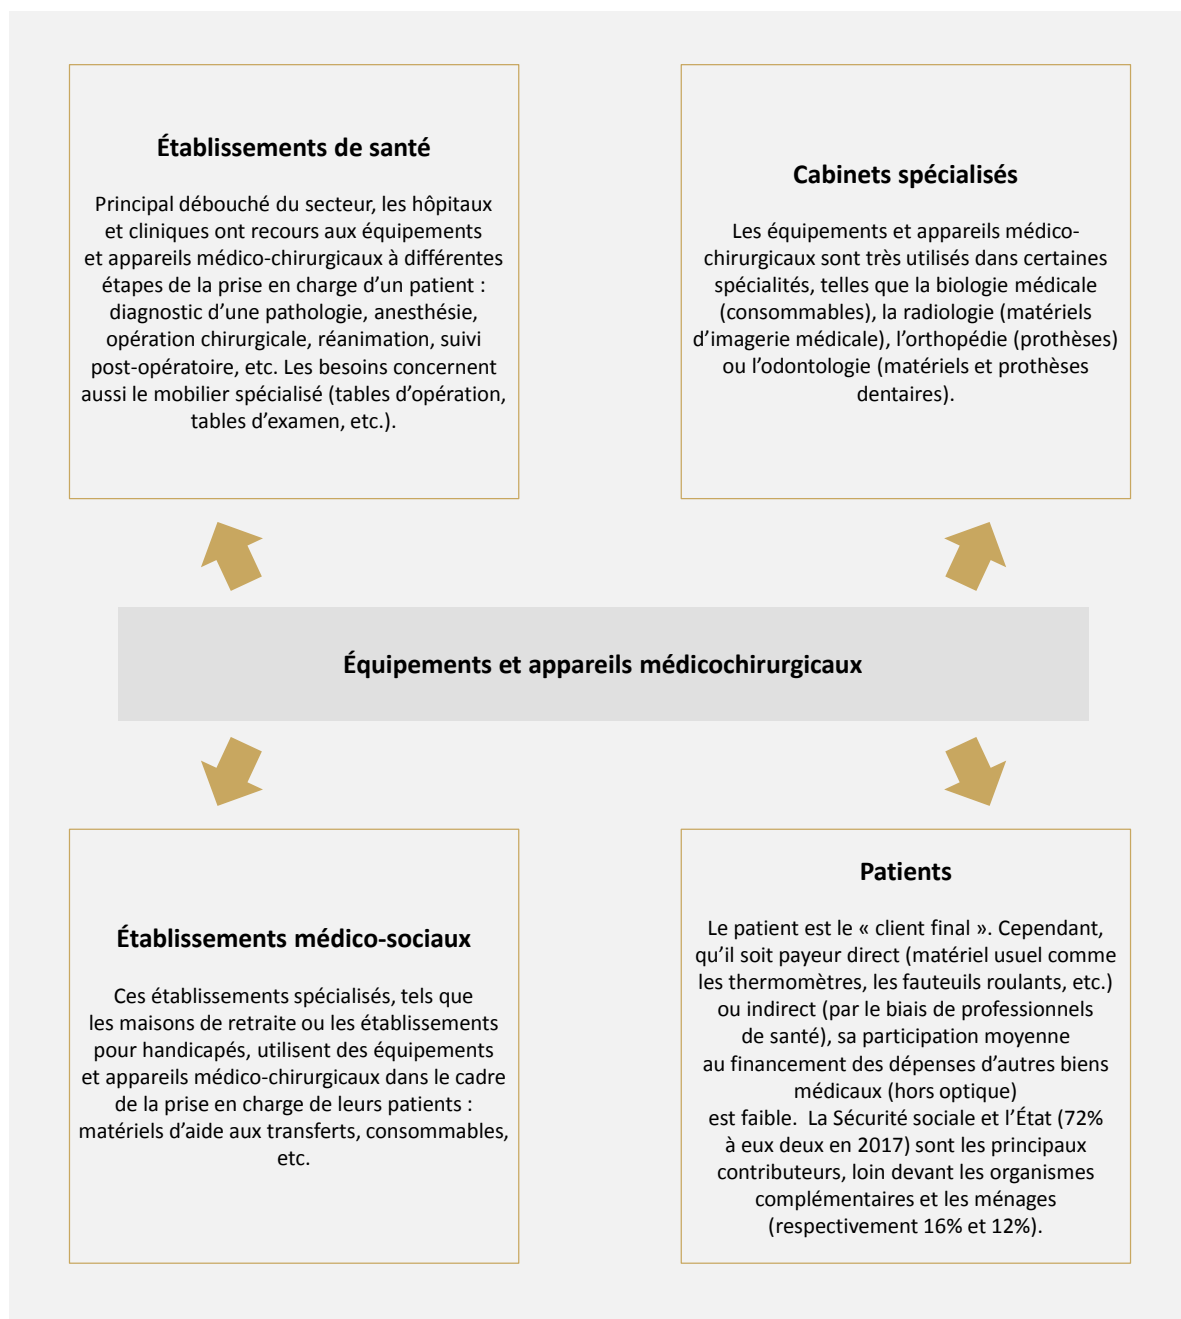 Établissements de santé
Principal débouché du secteur, les hôpitaux
et cliniques ont recours aux équipements
et appareils médico-chirurgicaux à différentes
étapes de la prise en charge d’un patient :
diagnostic d’une pathologie, anesthésie,
opération chirurgicale, réanimation, suivi
post-opératoire, etc. Les besoins concernent
aussi le mobilier spécialisé (tables d’opération,
tables d’examen, etc.).
Cabinets spécialisés
Les équipements et appareils médico-
chirurgicaux sont très utilisés dans certaines
spécialités, telles que la biologie médicale
(consommables), la radiologie (matériels
d’imagerie médicale), l’orthopédie (prothèses)
ou l’odontologie (matériels et prothèses
dentaires).
Équipements et appareils médicochirurgicaux
Établissements médico-sociaux
Ces établissements spécialisés, tels que
les maisons de retraite ou les établissements
pour handicapés, utilisent des équipements
et appareils médico-chirurgicaux dans le cadre
de la prise en charge de leurs patients :
matériels d’aide aux transferts, consommables,
etc.
Patients
Le patient est le « client final ». Cependant,
qu’il soit payeur direct (matériel usuel comme
les thermomètres, les fauteuils roulants, etc.)
ou indirect (par le biais de professionnels
de santé), sa participation moyenne
au financement des dépenses d’autres biens
médicaux (hors optique)
est faible.  La Sécurité sociale et l’État (72%
à eux deux en 2017) sont les principaux
contributeurs, loin devant les organismes
complémentaires et les ménages
(respectivement 16% et 12%).